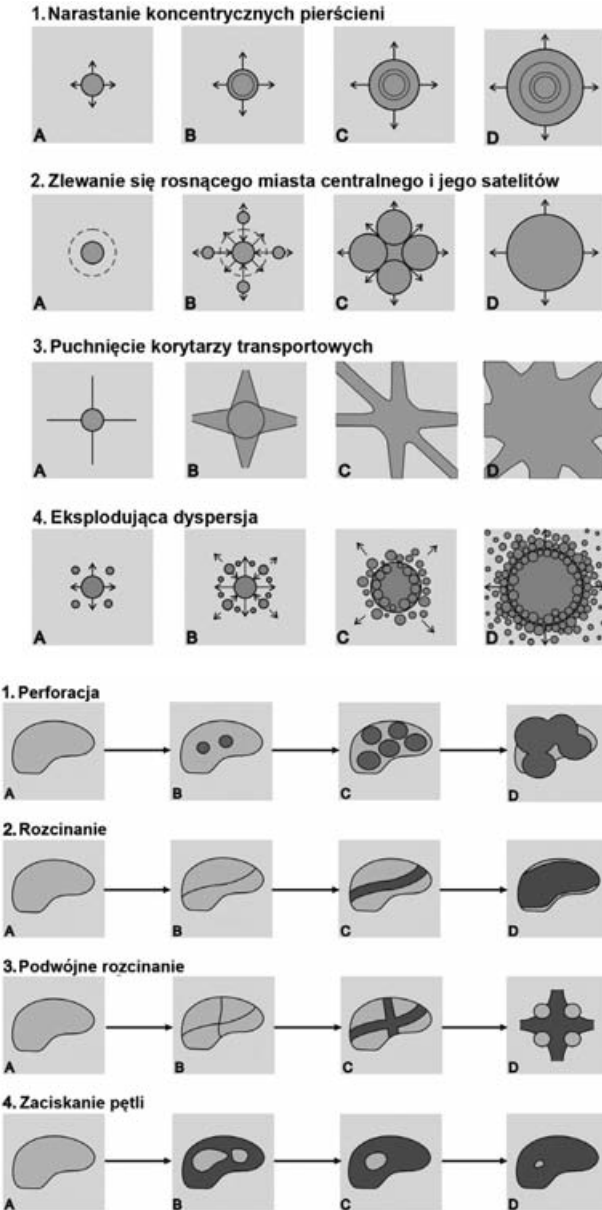 1. Narastanie koncentrycznych pierścieni
A B C D
2. Zlewanie się rosnącego miasta centralnego i jego satelitów
A B C D
3. Puchnięcie korytarzy transportowych
A B C D
4. Eksplodująca dyspersja
A B C D
1. Perforacja
A B C D
2. Rozcinanie
A B C D
3. Podwójne rozcinanie
A B C D
4. Zaciskanie pętli
A B C D